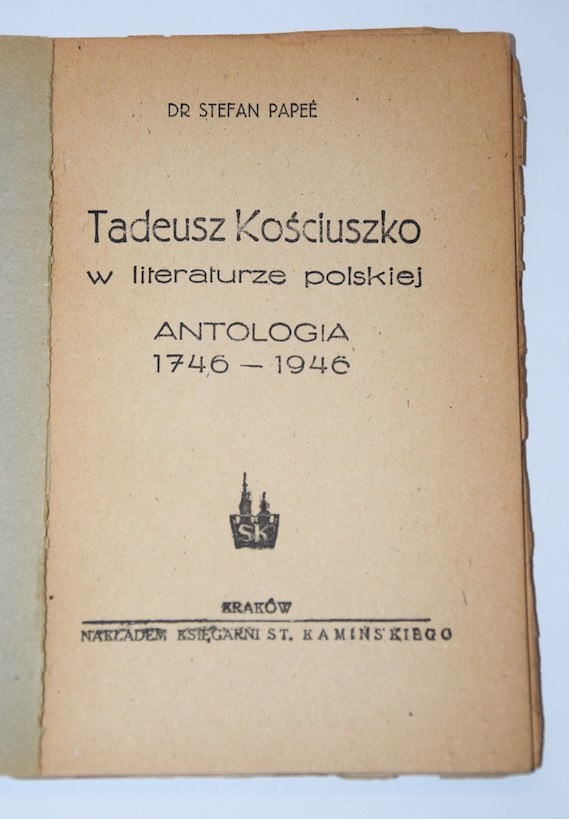 DR STEFAN PAPEÉ
Tadeusz Kościuszko
w literaturze polskiej
ANTOLOGIA
1746 — 1946
SK
KRAKÓW
NAKŁADEM KSIĘGARNI ST. KAMIŃSKIEGO